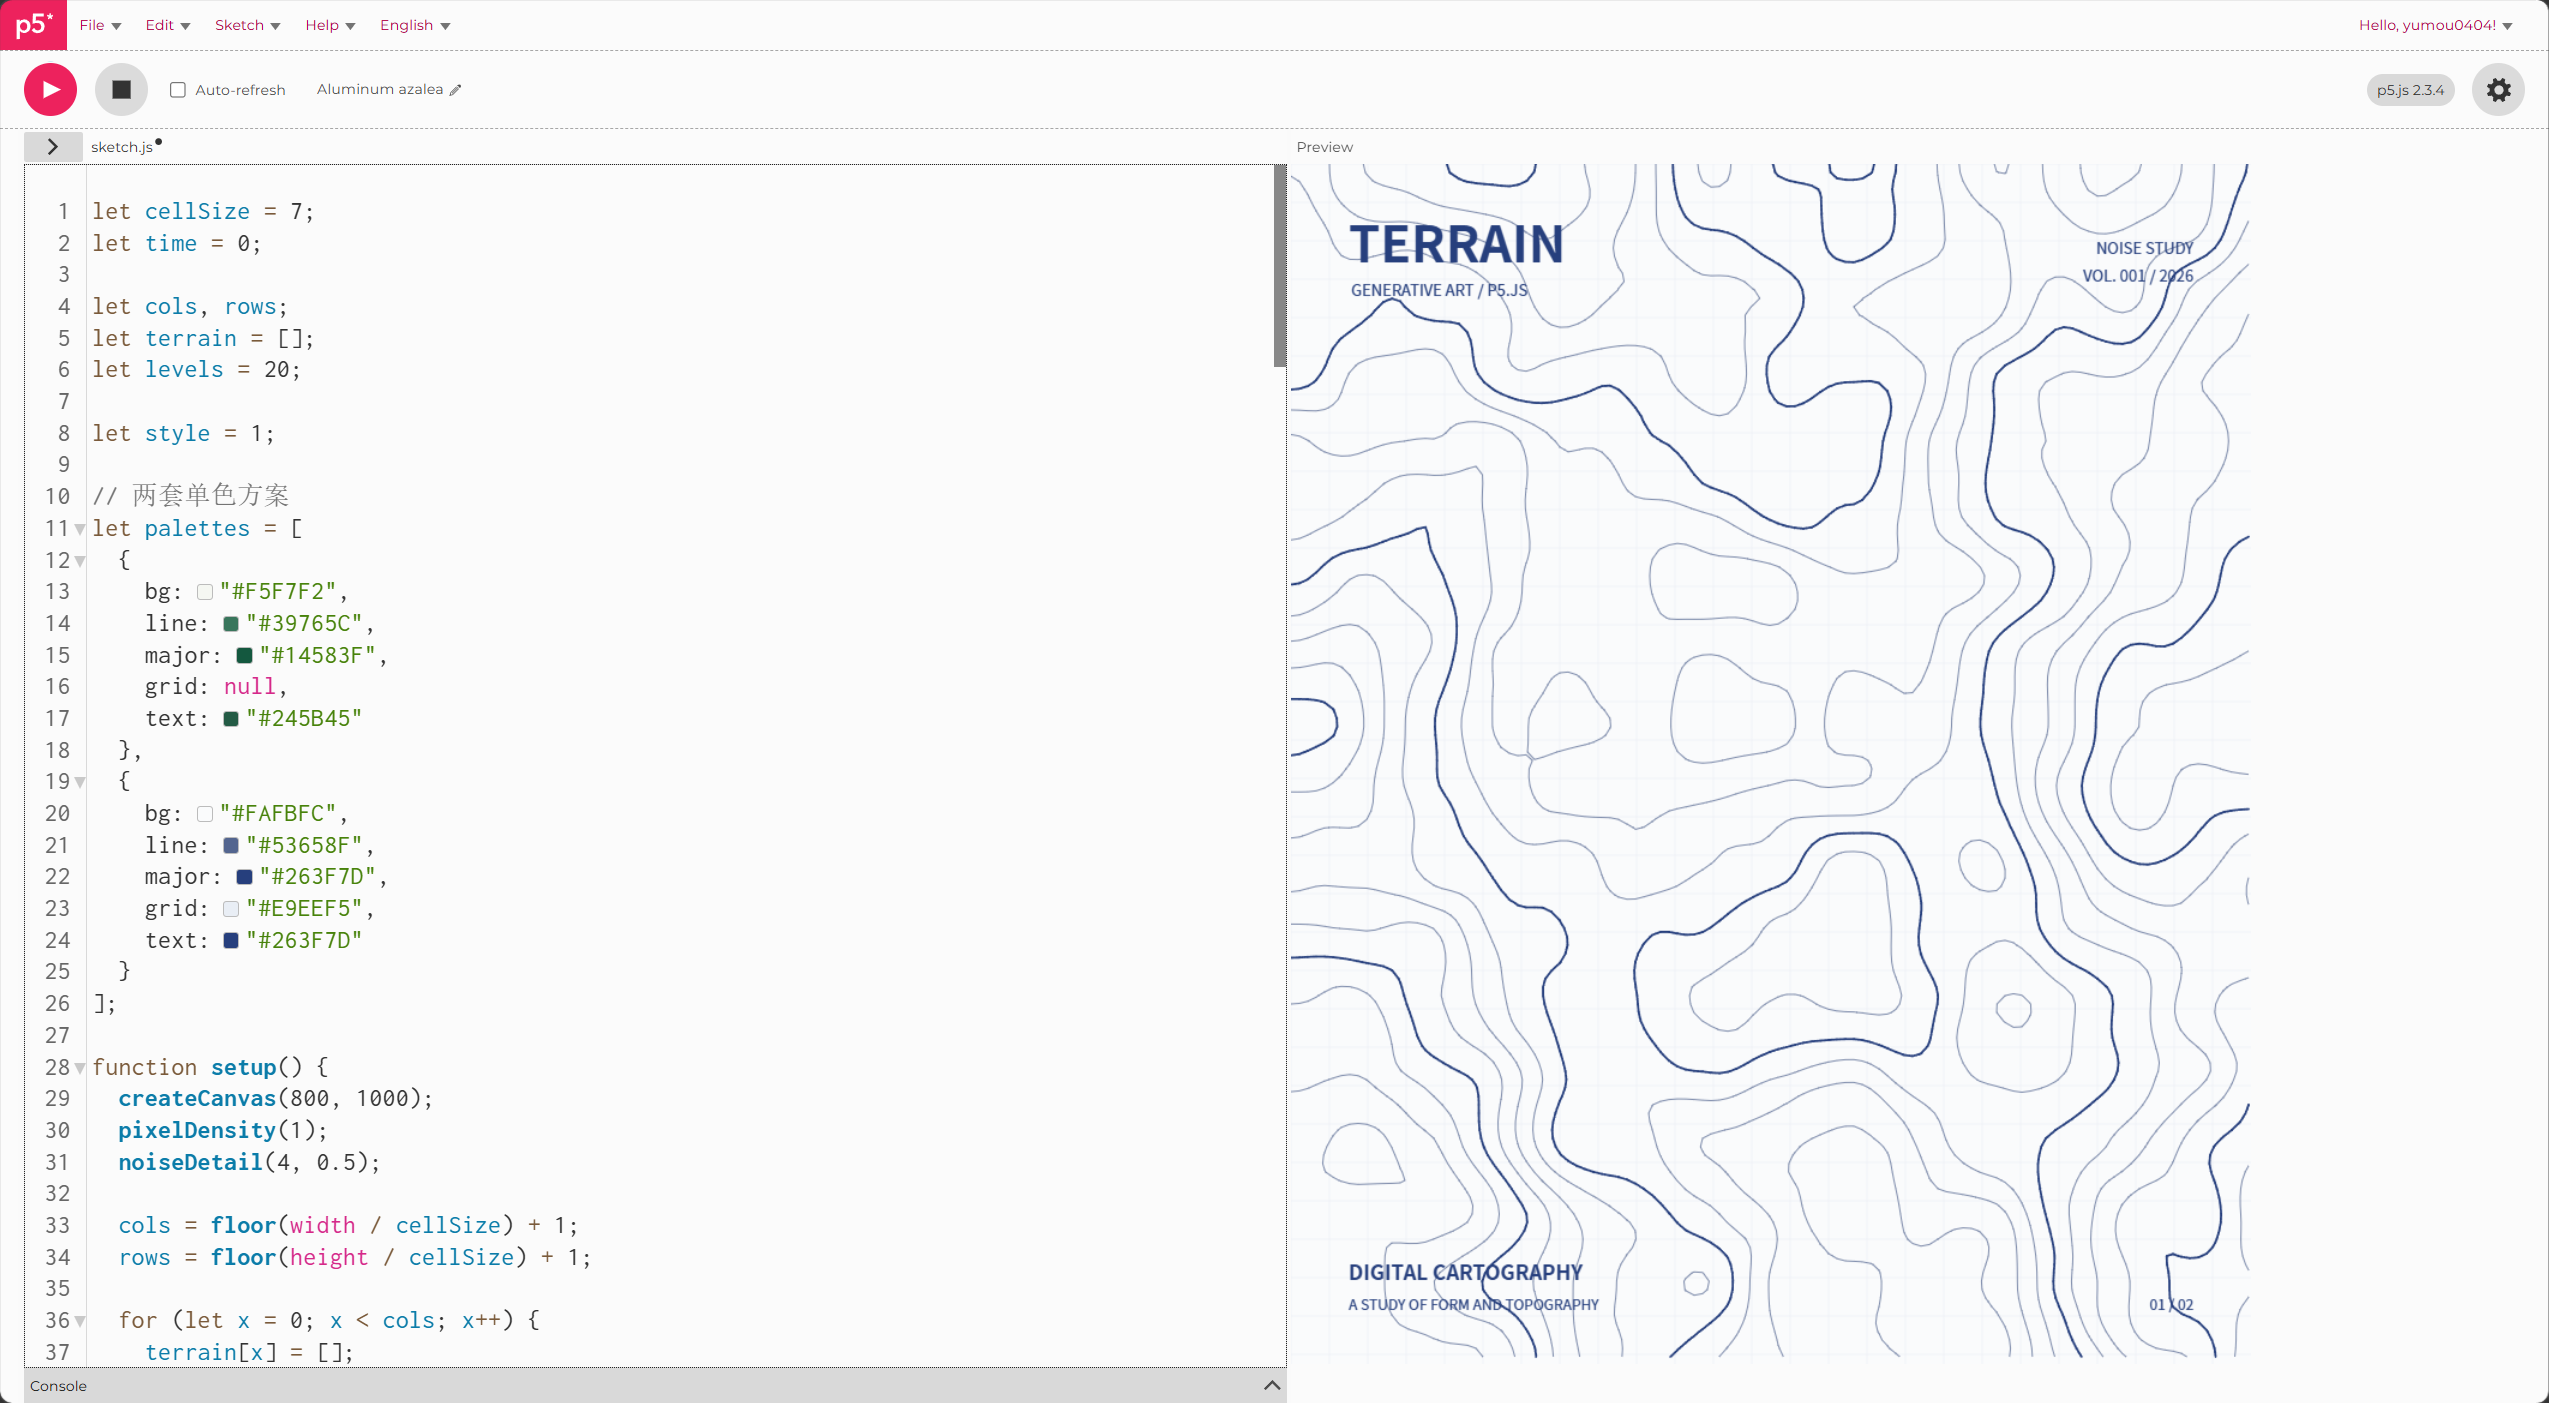 p5*
File
Edit
Sketch
Help
English
Hello, yumou0404!
Auto-refresh
Aluminum azalea
p5.js 2.3.4
sketch.js
Preview
1 let cellSize = 7;
2 let time = 0;
3
4 let cols, rows;
5 let terrain = [];
6 let levels = 20;
7
8 let style = 1;
9
10 // 两套单色方案
11 let palettes = [
12 {
13 bg: "#F5F7F2",
14 line: "#39765C",
15 major: "#14583F",
16 grid: null,
17 text: "#245B45"
18 },
19 {
20 bg: "#FAFBFC",
21 line: "#53658F",
22 major: "#263F7D",
23 grid: "#E9EEF5",
24 text: "#263F7D"
25 }
26 ];
27
28 function setup() {
29 createCanvas(800, 1000);
30 pixelDensity(1);
31 noiseDetail(4, 0.5);
32
33 cols = floor(width / cellSize) + 1;
34 rows = floor(height / cellSize) + 1;
35
36 for (let x = 0; x < cols; x++) {
37 terrain[x] = [];
Console
TERRAIN
GENERATIVE ART / P5.JS
NOISE STUDY
VOL. 001 / 2026
DIGITAL CARTOGRAPHY
A STUDY OF FORM AND TOPOGRAPHY
01 / 02